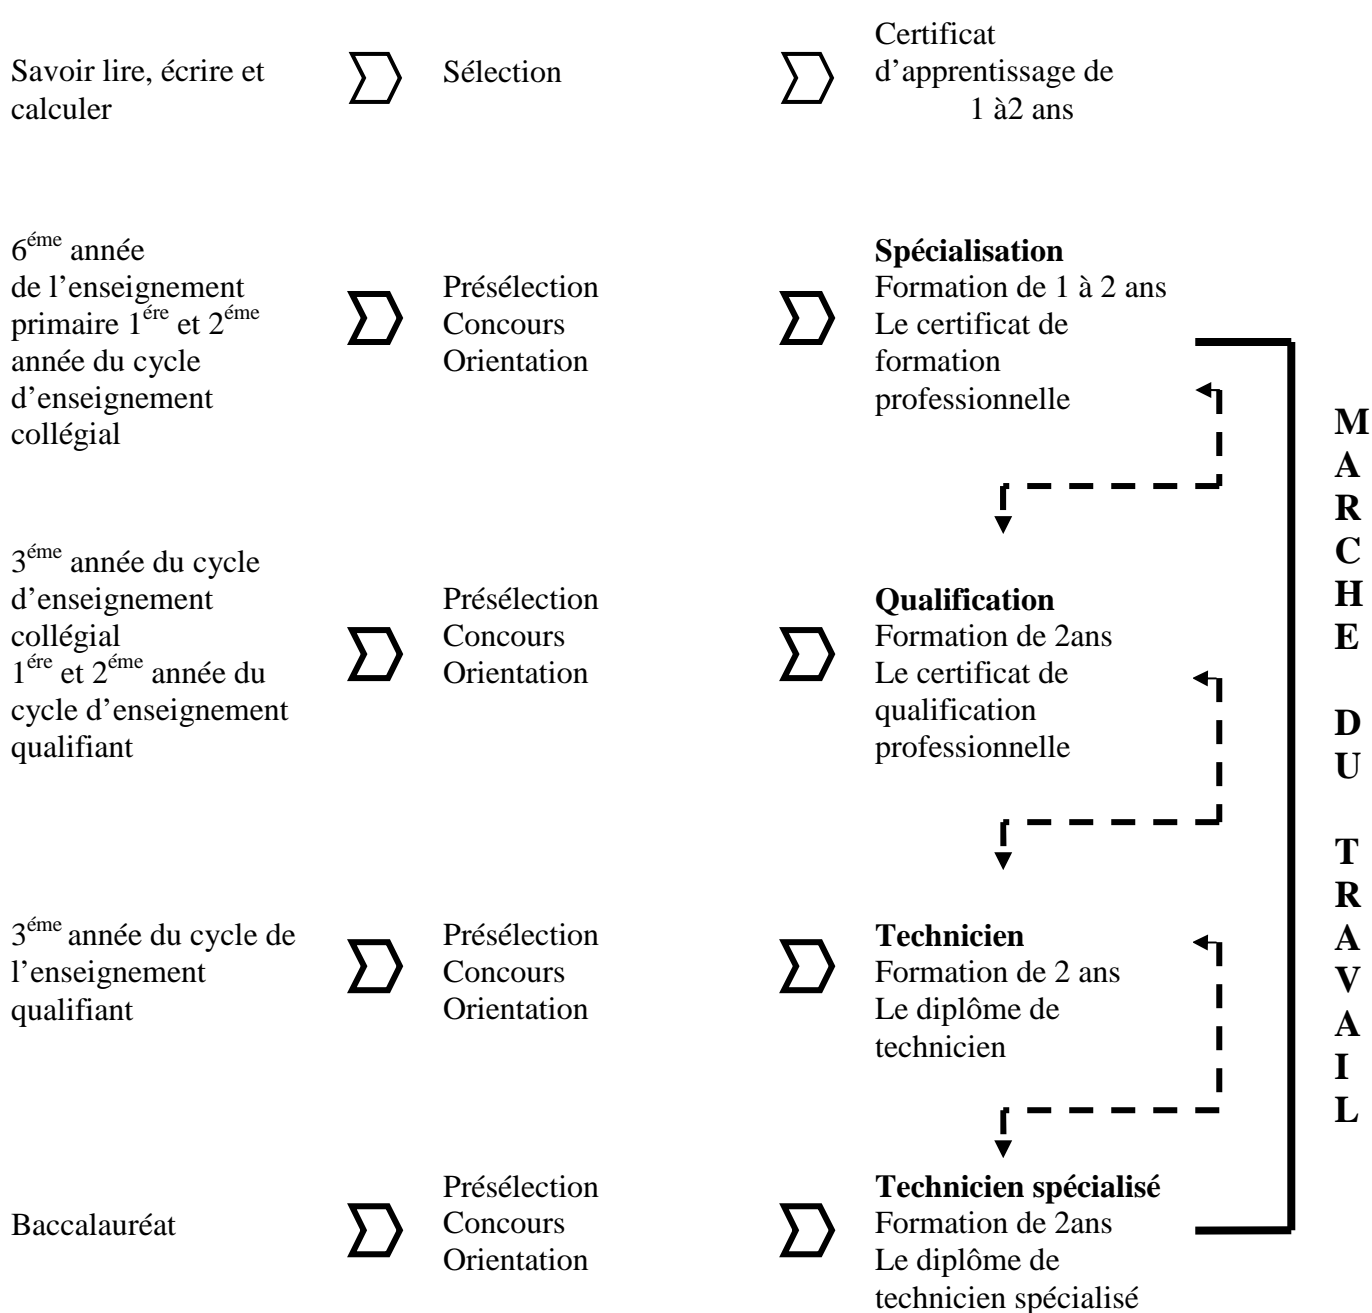 Savoir lire, écrire et
calculer
Sélection
Certificat
d’apprentissage de
1 à2 ans
6éme année
de l’enseignement
primaire 1ére et 2éme
année du cycle
d’enseignement
collégial
Présélection
Concours
Orientation
Spécialisation
Formation de 1 à 2 ans
Le certificat de
formation
professionnelle
3éme année du cycle
d’enseignement
collégial
1ére et 2éme année du
cycle d’enseignement
qualifiant
Présélection
Concours
Orientation
Qualification
Formation de 2ans
Le certificat de
qualification
professionnelle
3éme année du cycle de
l’enseignement
qualifiant
Présélection
Concours
Orientation
Technicien
Formation de 2 ans
Le diplôme de
technicien
Baccalauréat
Présélection
Concours
Orientation
Technicien spécialisé
Formation de 2ans
Le diplôme de
technicien spécialisé
MARCHE DU TRAVAIL